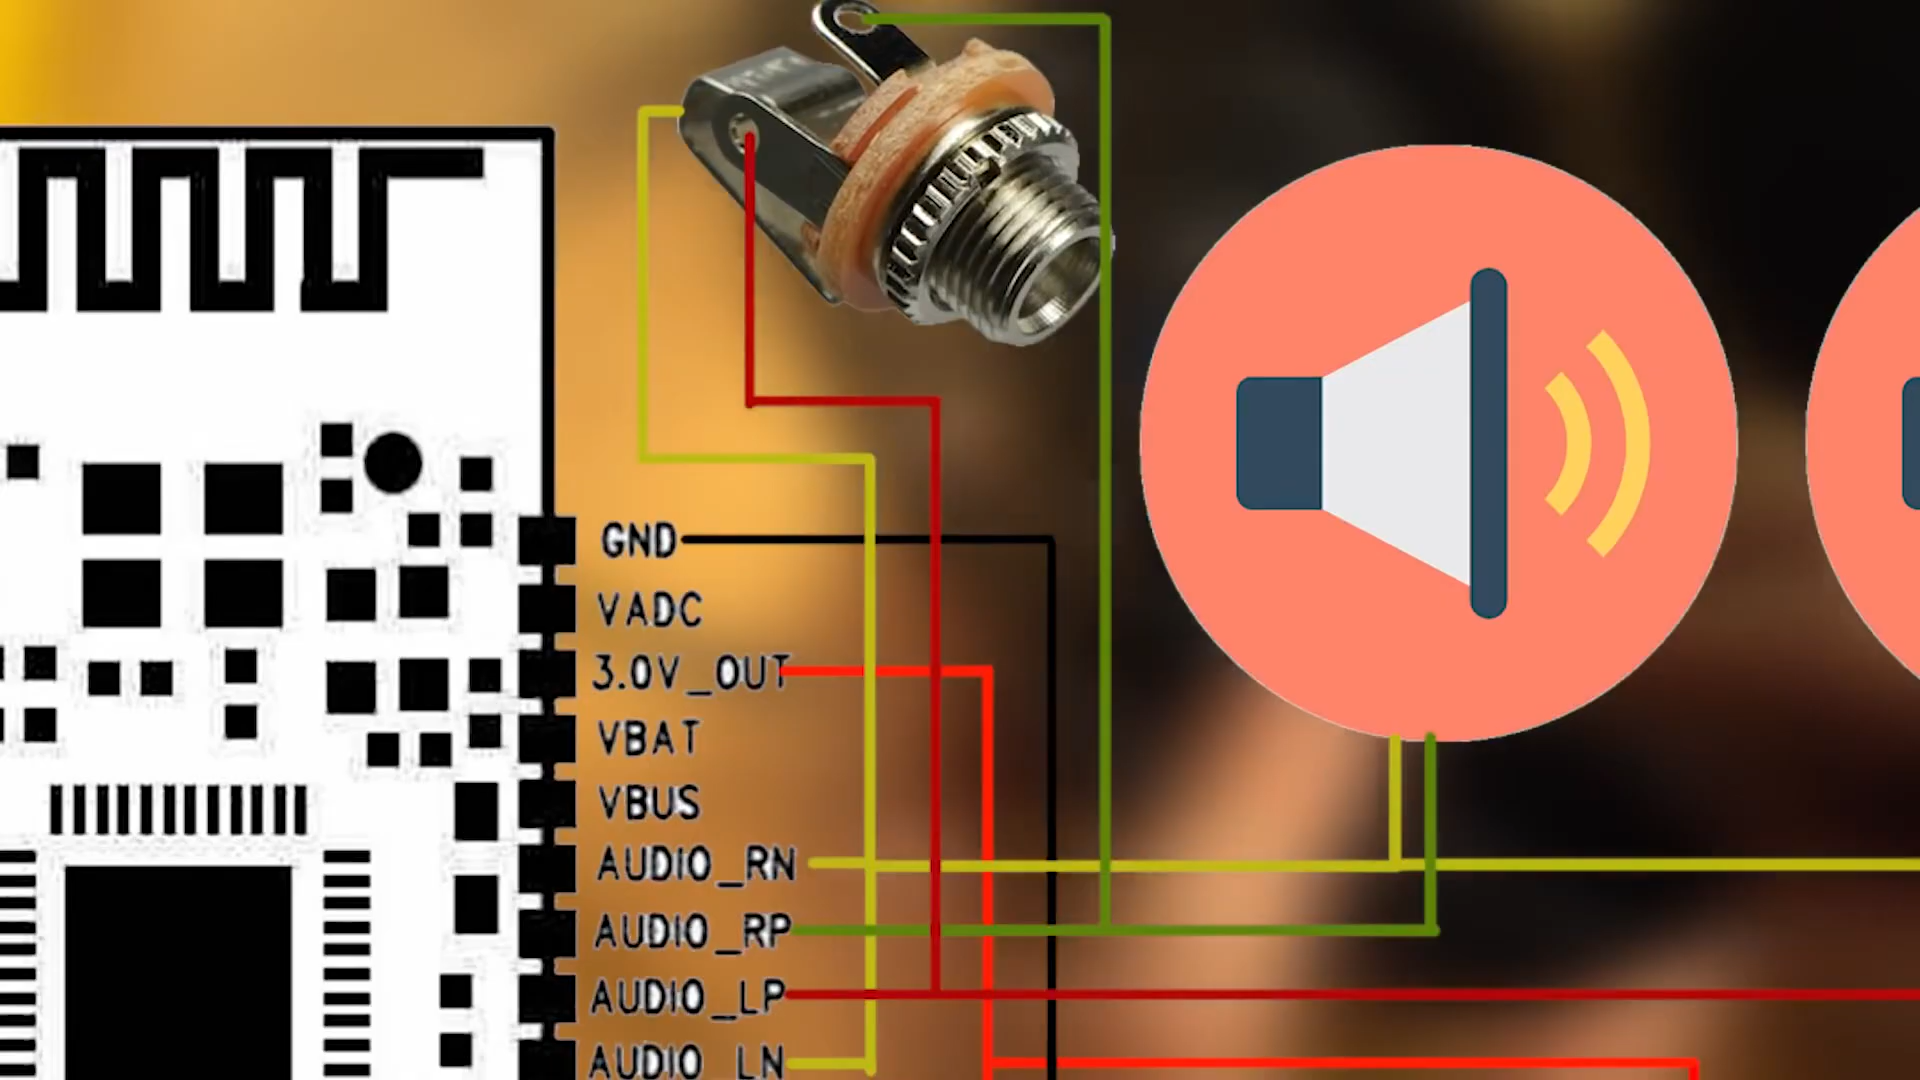 GND
VADC
3.0V_OUT
VBAT
VBUS
AUDIO_RN
AUDIO_RP
AUDIO_LP
AUDIO_LN